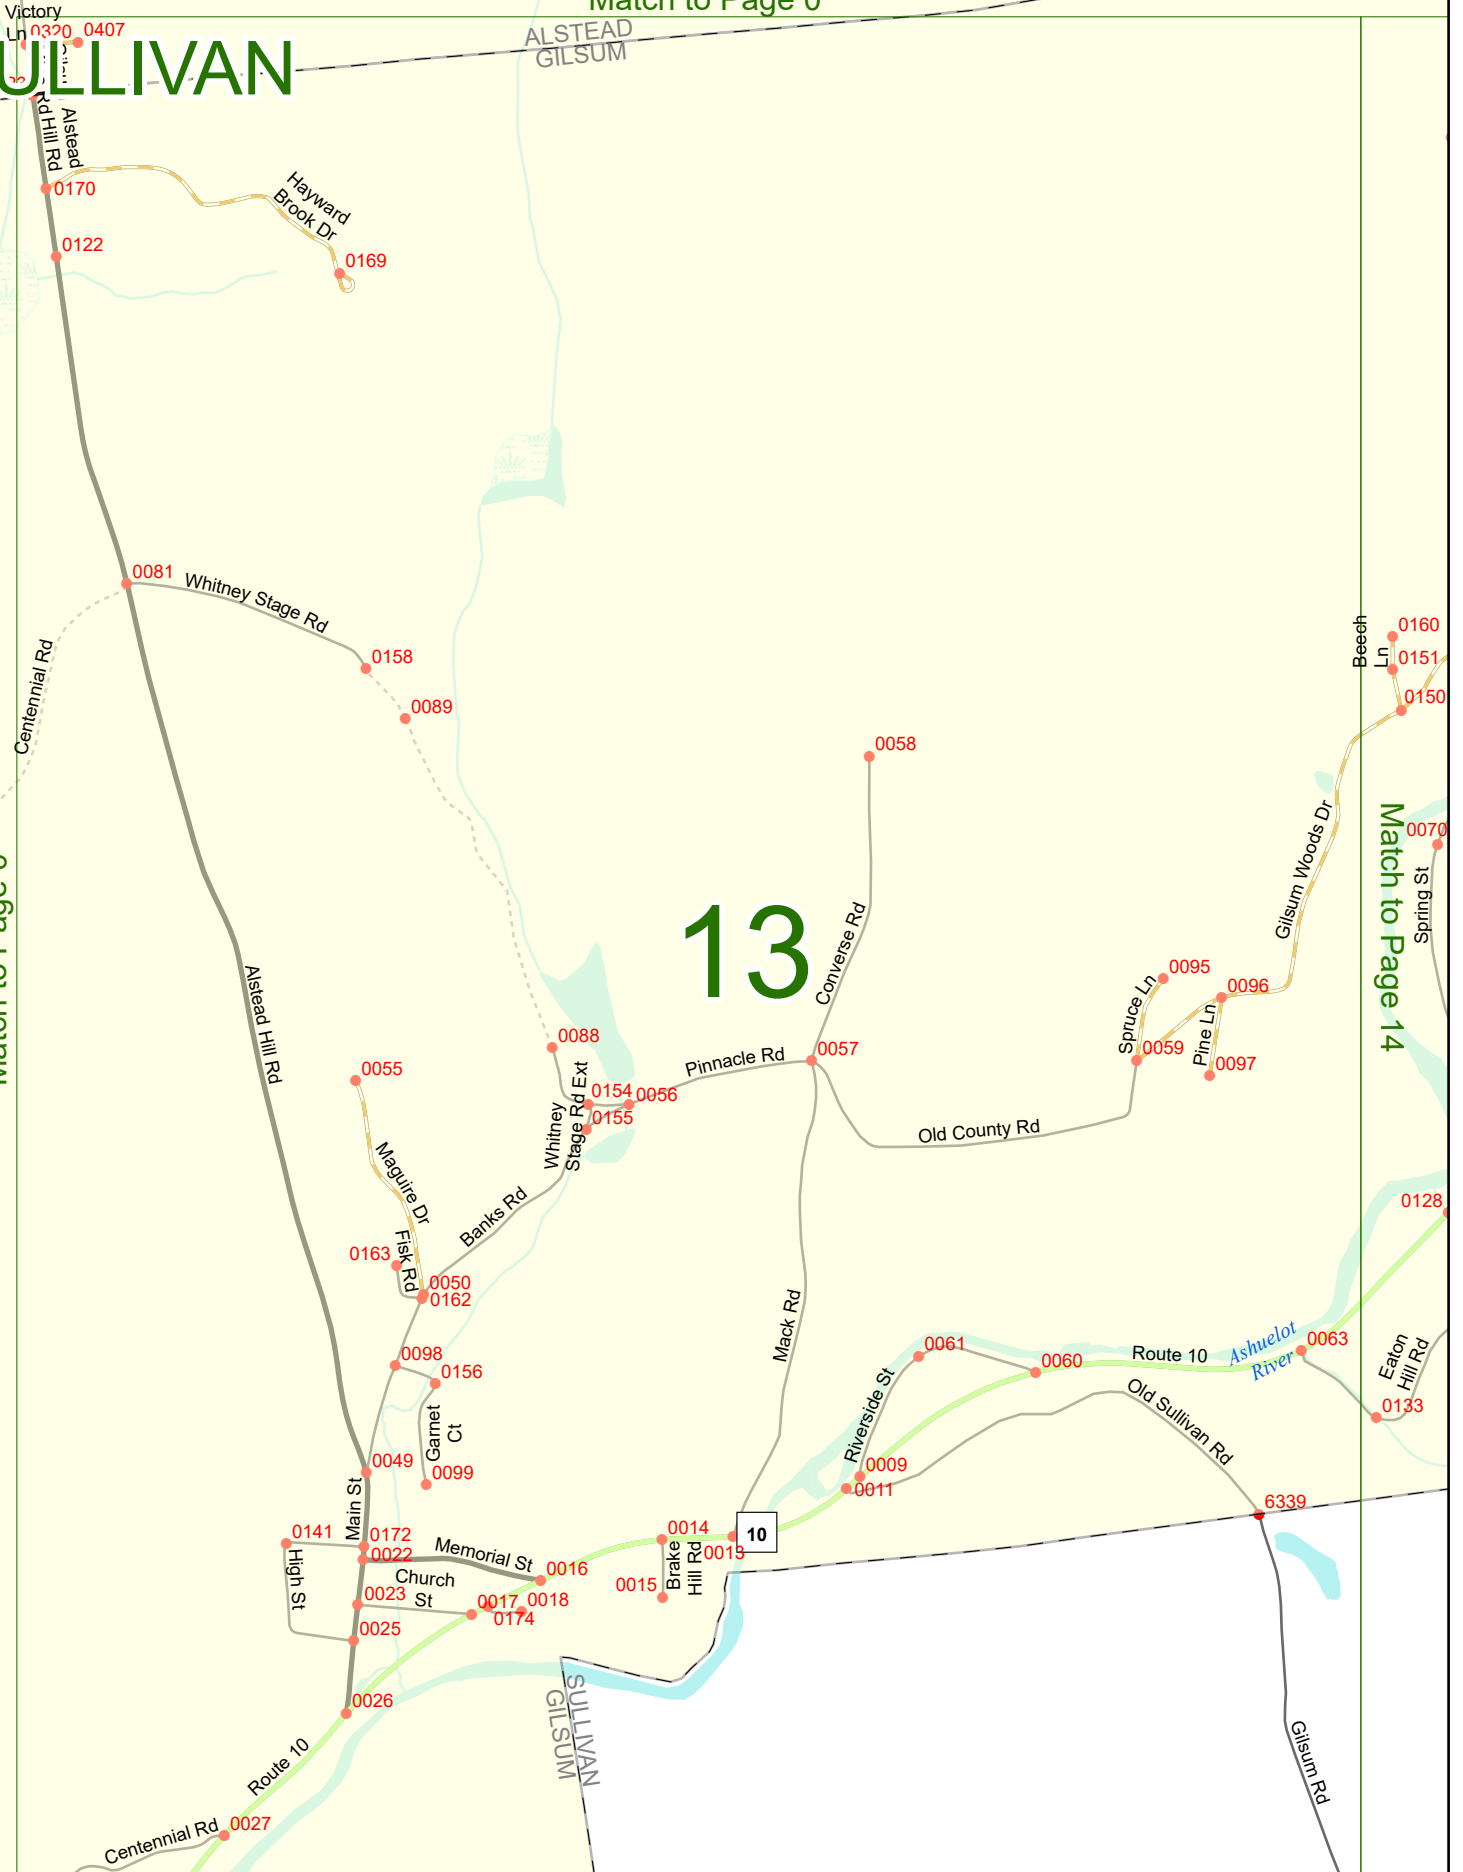 Match to Page 0
Victory
Ln
0320
0407
ALSTEAD
GILSUM
ULLIVAN
Alstead
Hill Rd
0170
Hayward
Brook Dr
0122
0169
0081
Whitney Stage Rd
Centennial Rd
0158
0089
0160
Beech
Ln
0151
0150
0058
Gilsum Woods Dr
Match to Page 14
0070
Spring St
13
Converse Rd
Alstead Hill Rd
0095
Spruce Ln
0096
Pine Ln
0059
0097
0088
Pinnacle Rd
0057
0055
0154
0056
0155
Whitney
Stage Rd Ext
Old County Rd
Maguire Dr
Banks Rd
0128
0163
Fisk Rd
0050
0162
Mack Rd
0098
0156
0061
0060
Route 10
Ashuelot
River
0063
Eaton
Hill Rd
0133
Riverside St
Old Sullivan Rd
Garnet
Ct
0049
0099
0009
0011
6339
Main St
0141
0172
0022
High St
Memorial St
0016
0014
0013
10
Brake
Hill Rd
0015
Church
St
0023
0017
0018
0174
0025
0026
SULLIVAN
GILSUM
Route 10
Gilsum Rd
Centennial Rd
0027